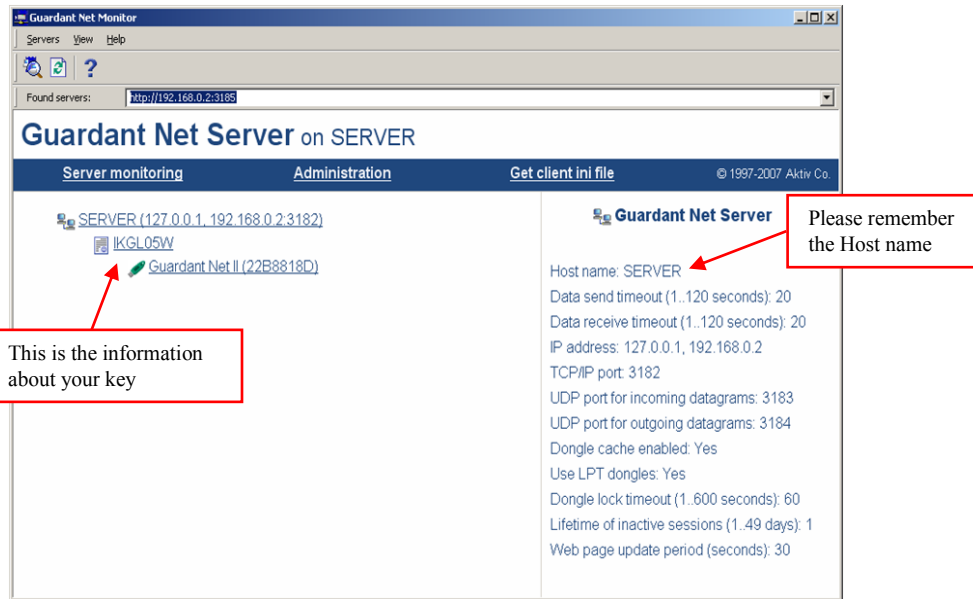 Guardant Net Monitor
Servers View Help
Found servers: http://192.168.0.2:3185
Guardant Net Server on SERVER
Server monitoring Administration Get client ini file © 1997-2007 Aktiv Co.
SERVER (127.0.0.1, 192.168.0.2:3182)
IKGL05W
Guardant Net II (22B8818D)
This is the information
about your key
Guardant Net Server
Please remember
the Host name
Host name: SERVER
Data send timeout (1..120 seconds): 20
Data receive timeout (1..120 seconds): 20
IP address: 127.0.0.1, 192.168.0.2
TCP/IP port: 3182
UDP port for incoming datagrams: 3183
UDP port for outgoing datagrams: 3184
Dongle cache enabled: Yes
Use LPT dongles: Yes
Dongle lock timeout (1..600 seconds): 60
Lifetime of inactive sessions (1..49 days): 1
Web page update period (seconds): 30